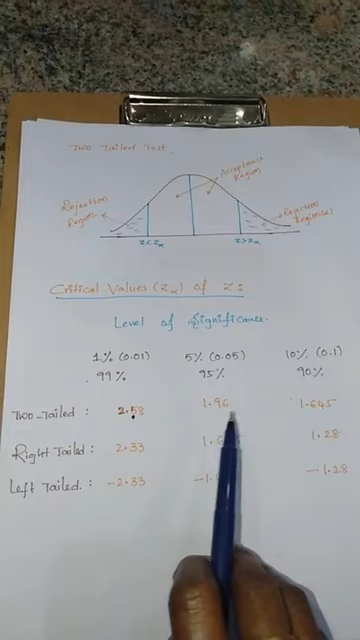 Two Tailed Test.
Acceptance
Region
Rejection
Region
Rejection
Region(α)
z < zα
z > zα
Critical Values (zα) of z:
Level of Significance
1% (0.01) 5% (0.05) 10% (0.1)
99% 95% 90%
Two Tailed : 2.58 1.96 1.645
Right Tailed : 2.33 1.28
Left Tailed. : -2.33 -1.28